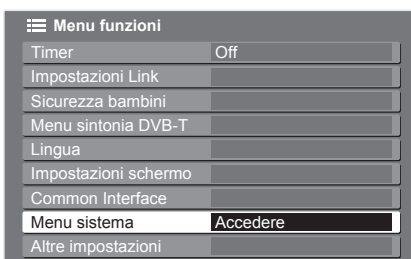 Menu funzioni
Timer Off
Impostazioni Link
Sicurezza bambini
Menu sintonia DVB-T
Lingua
Impostazioni schermo
Common Interface
Menu sistema Accedere
Altre impostazioni